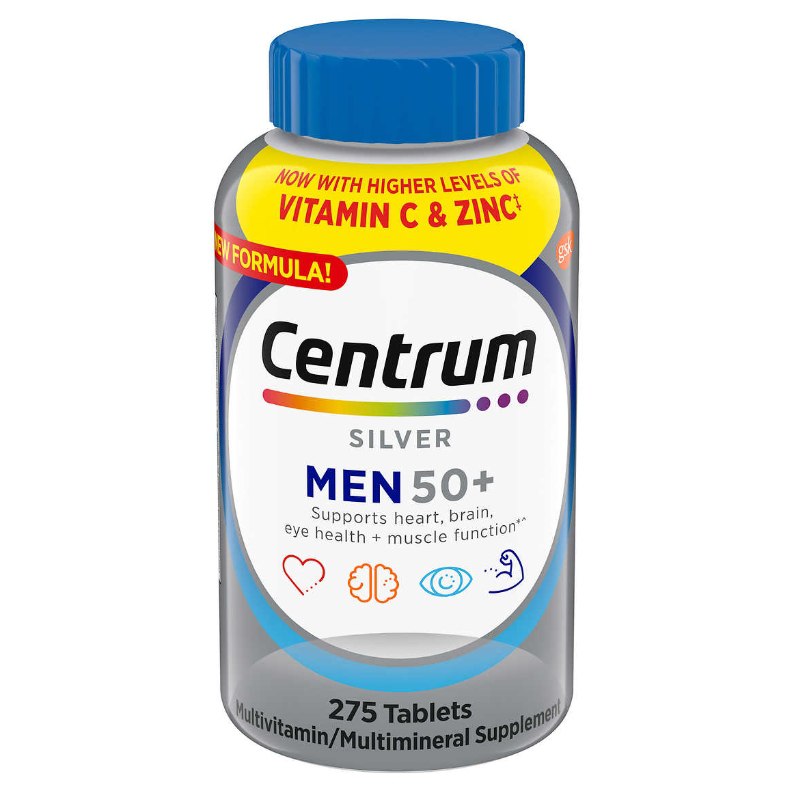 NOW WITH HIGHER LEVELS OF
VITAMIN C & ZINC‡
NEW FORMULA!
gsk
Centrum
SILVER
MEN 50+
Supports heart, brain,
eye health + muscle function*^
275 Tablets
Multivitamin/Multimineral Supplement